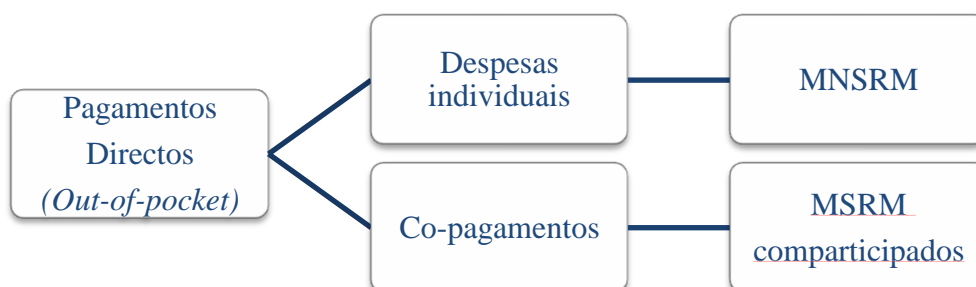 Pagamentos
Directos
(Out-of-pocket)
Despesas
individuais
MNSRM
Co-pagamentos
MSRM
comparticipados